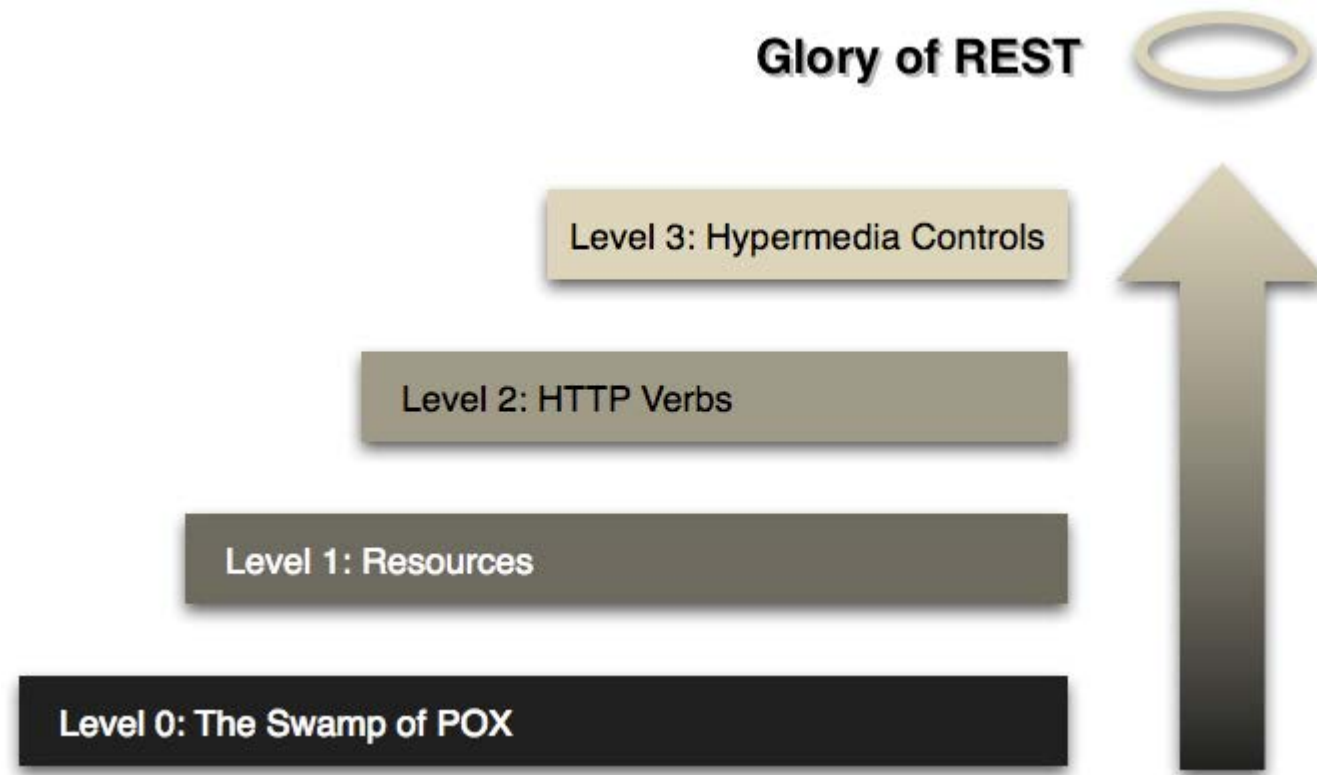 Glory of REST
Level 3: Hypermedia Controls
Level 2: HTTP Verbs
Level 1: Resources
Level 0: The Swamp of POX